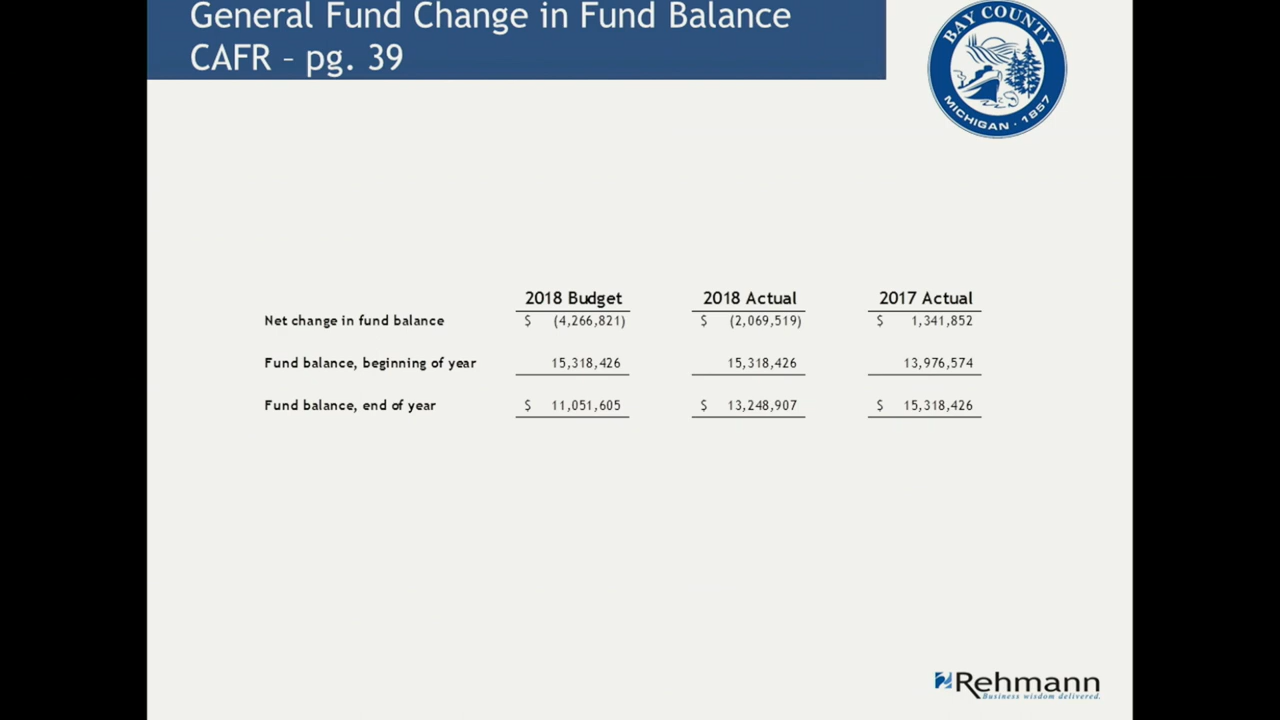 General Fund Change in Fund Balance
CAFR – pg. 39
BAY COUNTY
MICHIGAN · 1857
2018 Budget 2018 Actual 2017 Actual
Net change in fund balance $ (4,266,821) $ (2,069,519) $ 1,341,852
Fund balance, beginning of year 15,318,426 15,318,426 13,976,574
Fund balance, end of year $ 11,051,605 $ 13,248,907 $ 15,318,426
Rehmann
Business wisdom delivered.